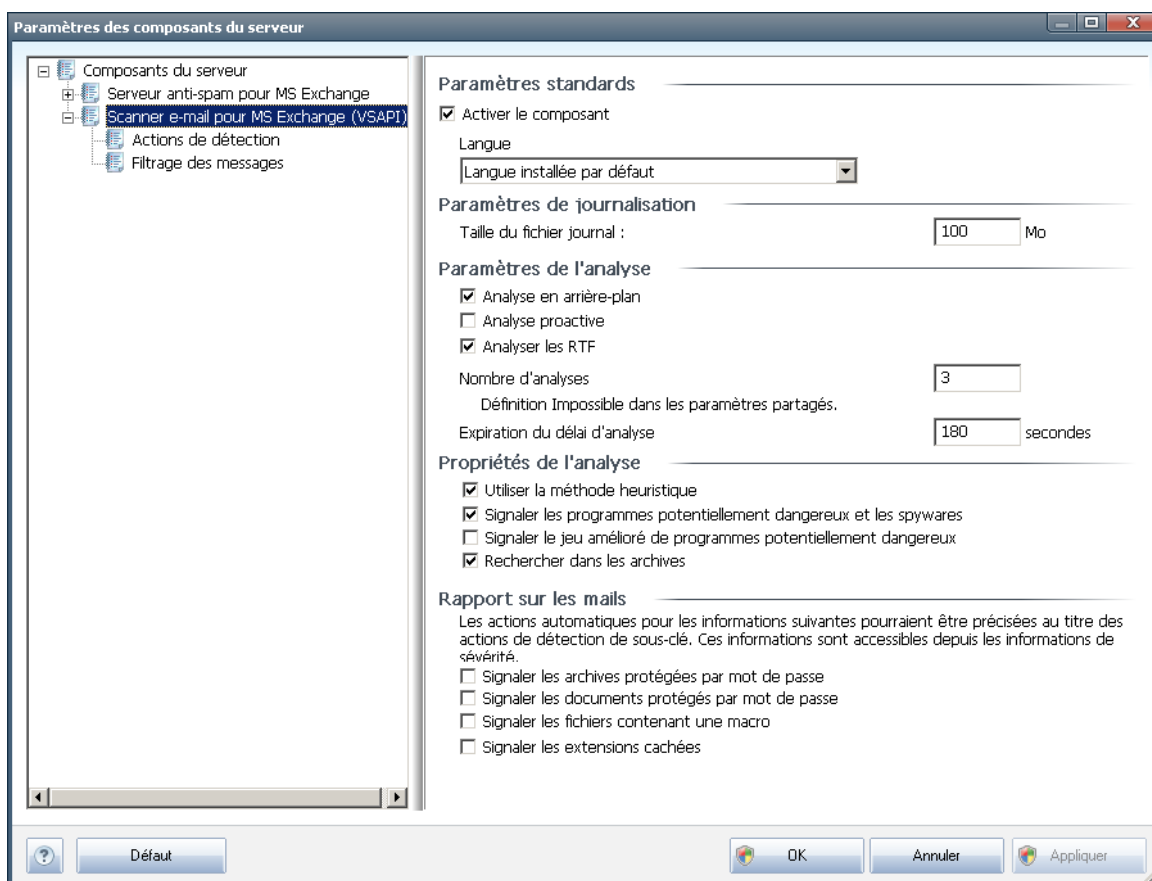 Paramètres des composants du serveur
Composants du serveur
Serveur anti-spam pour MS Exchange
Scanner e-mail pour MS Exchange (VSAPI)
Actions de détection
Filtrage des messages
Paramètres standards
Activer le composant
Langue
Langue installée par défaut
Paramètres de journalisation
Taille du fichier journal : 100 Mo
Paramètres de l'analyse
Analyse en arrière-plan
Analyse proactive
Analyser les RTF
Nombre d'analyses 3
Définition Impossible dans les paramètres partagés.
Expiration du délai d'analyse 180 secondes
Propriétés de l'analyse
Utiliser la méthode heuristique
Signaler les programmes potentiellement dangereux et les spywares
Signaler le jeu amélioré de programmes potentiellement dangereux
Rechercher dans les archives
Rapport sur les mails
Les actions automatiques pour les informations suivantes pourraient être précisées au titre des
actions de détection de sous-clé. Ces informations sont accessibles depuis les informations de
sévérité.
Signaler les archives protégées par mot de passe
Signaler les documents protégés par mot de passe
Signaler les fichiers contenant une macro
Signaler les extensions cachées
? Défaut OK Annuler Appliquer